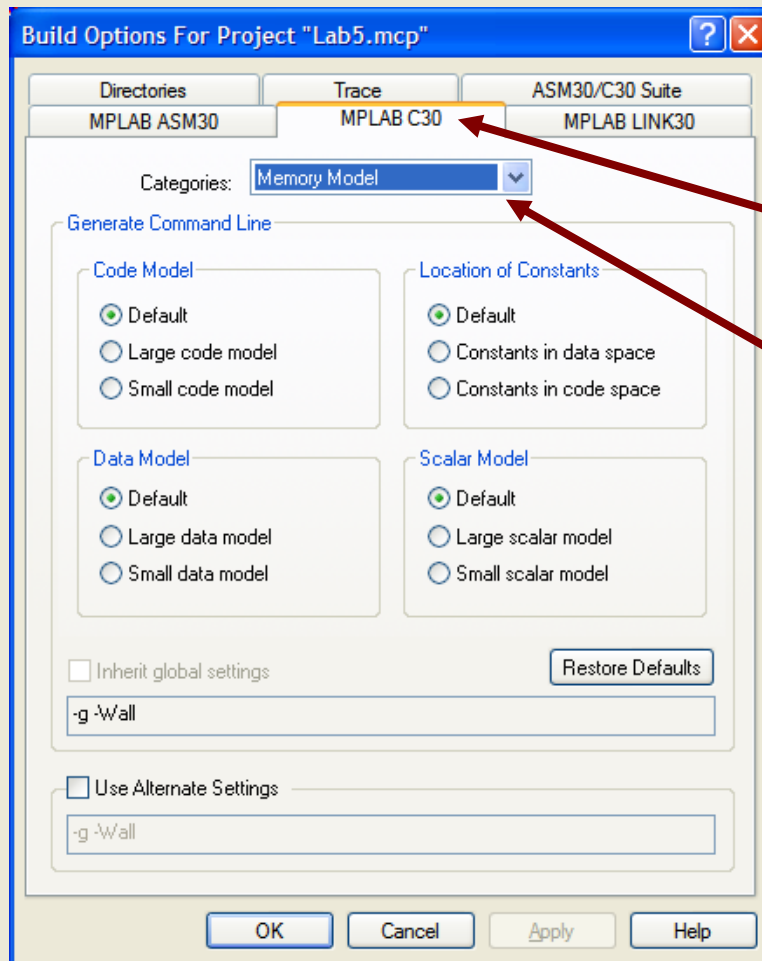 Build Options For Project "Lab5.mcp"
Directories Trace ASM30/C30 Suite
MPLAB ASM30 MPLAB C30 MPLAB LINK30
Categories: Memory Model
Generate Command Line
Code Model
Default
Large code model
Small code model
Location of Constants
Default
Constants in data space
Constants in code space
Data Model
Default
Large data model
Small data model
Scalar Model
Default
Large scalar model
Small scalar model
Inherit global settings Restore Defaults
-g -Wall
Use Alternate Settings
-g -Wall
OK Cancel Apply Help